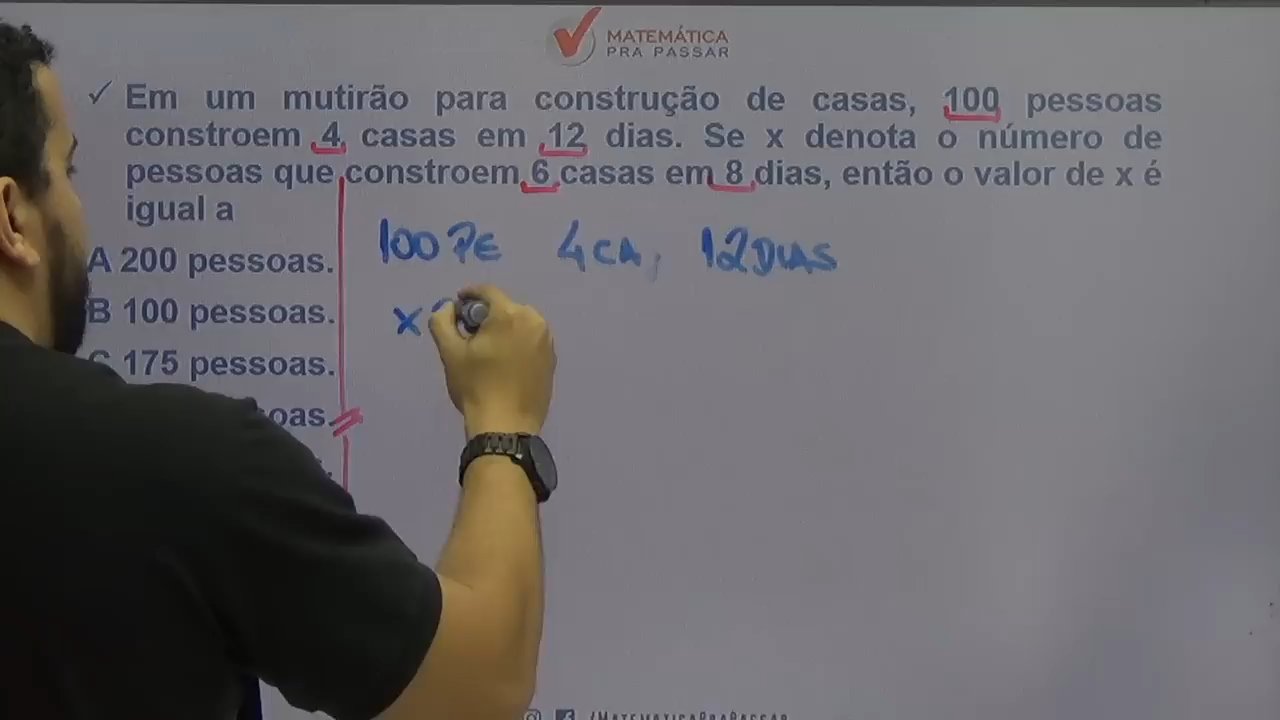 MATEMÁTICA
PRA PASSAR
✓ Em um mutirão para construção de casas, 100 pessoas
constroem 4 casas em 12 dias. Se x denota o número de
pessoas que constroem 6 casas em 8 dias, então o valor de x é
igual a
A 200 pessoas.
B 100 pessoas.
C 175 pessoas.
100 PE 4 CA, 12 DIAS
x
/MATEMATICAPRAPASSAR